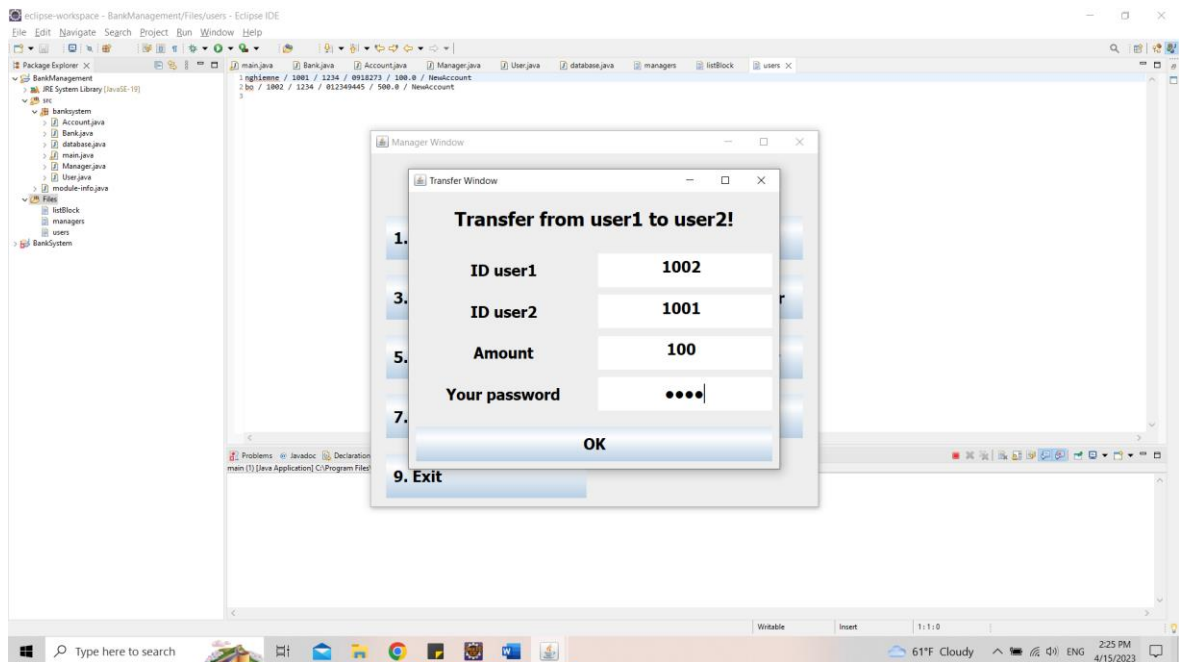 eclipse-workspace - BankManagement/Files/users - Eclipse IDE
File Edit Navigate Search Project Run Window Help
Package Explorer
BankManagement
JRE System Library [JavaSE-19]
src
banksystem
Account.java
Bank.java
database.java
main.java
Manager.java
User.java
module-info.java
Files
listBlock
managers
users
BankSystem
main.java Bank.java Account.java Manager.java User.java database.java managers listBlock users
1 nghiemne / 1001 / 1234 / 0918273 / 100.0 / NewAccount
2 bo / 1002 / 1234 / 012349445 / 500.0 / NewAccount
3
Manager Window
1.
3.
r
5.
7.
9. Exit
Transfer Window
Transfer from user1 to user2!
ID user1 1002
ID user2 1001
Amount 100
Your password ●●●●
OK
Problems Javadoc Declaration
main (1) [Java Application] C:\Program Files\
Writable Insert 1:1:0
Type here to search
61°F Cloudy ENG 2:25 PM
4/15/2023